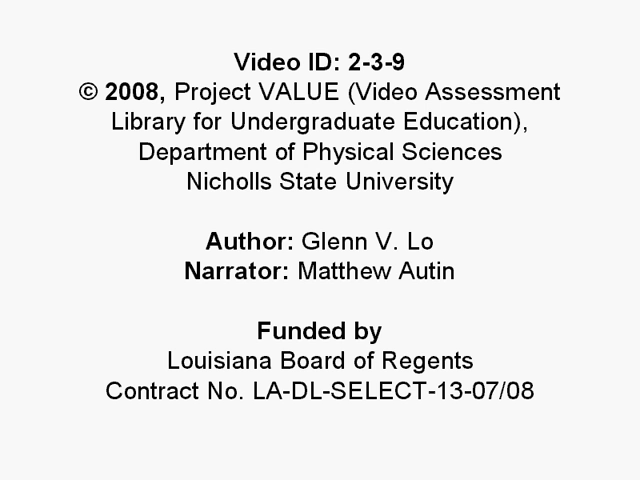 Video ID: 2-3-9
© 2008, Project VALUE (Video Assessment
Library for Undergraduate Education),
Department of Physical Sciences
Nicholls State University
Author: Glenn V. Lo
Narrator: Matthew Autin
Funded by
Louisiana Board of Regents
Contract No. LA-DL-SELECT-13-07/08